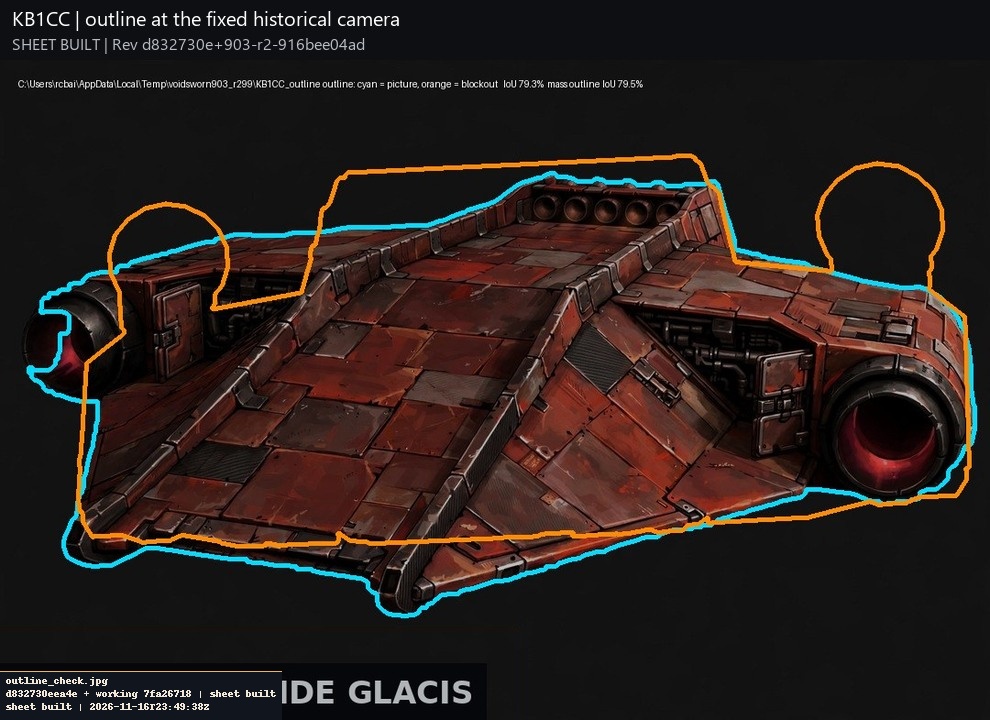 KB1CC | outline at the fixed historical camera
SHEET BUILT | Rev d832730e+903-r2-916bee04ad
C:\Users\rcbai\AppData\Local\Temp\voidsworn903_r299\KB1CC_outline outline: cyan = picture, orange = blockout IoU 79.3% mass outline IoU 79.5%
outline_check.jpg
d832730eea4e + working 7fa26718 | sheet built
sheet built | 2026-11-16T23:49:38Z
IDE GLACIS